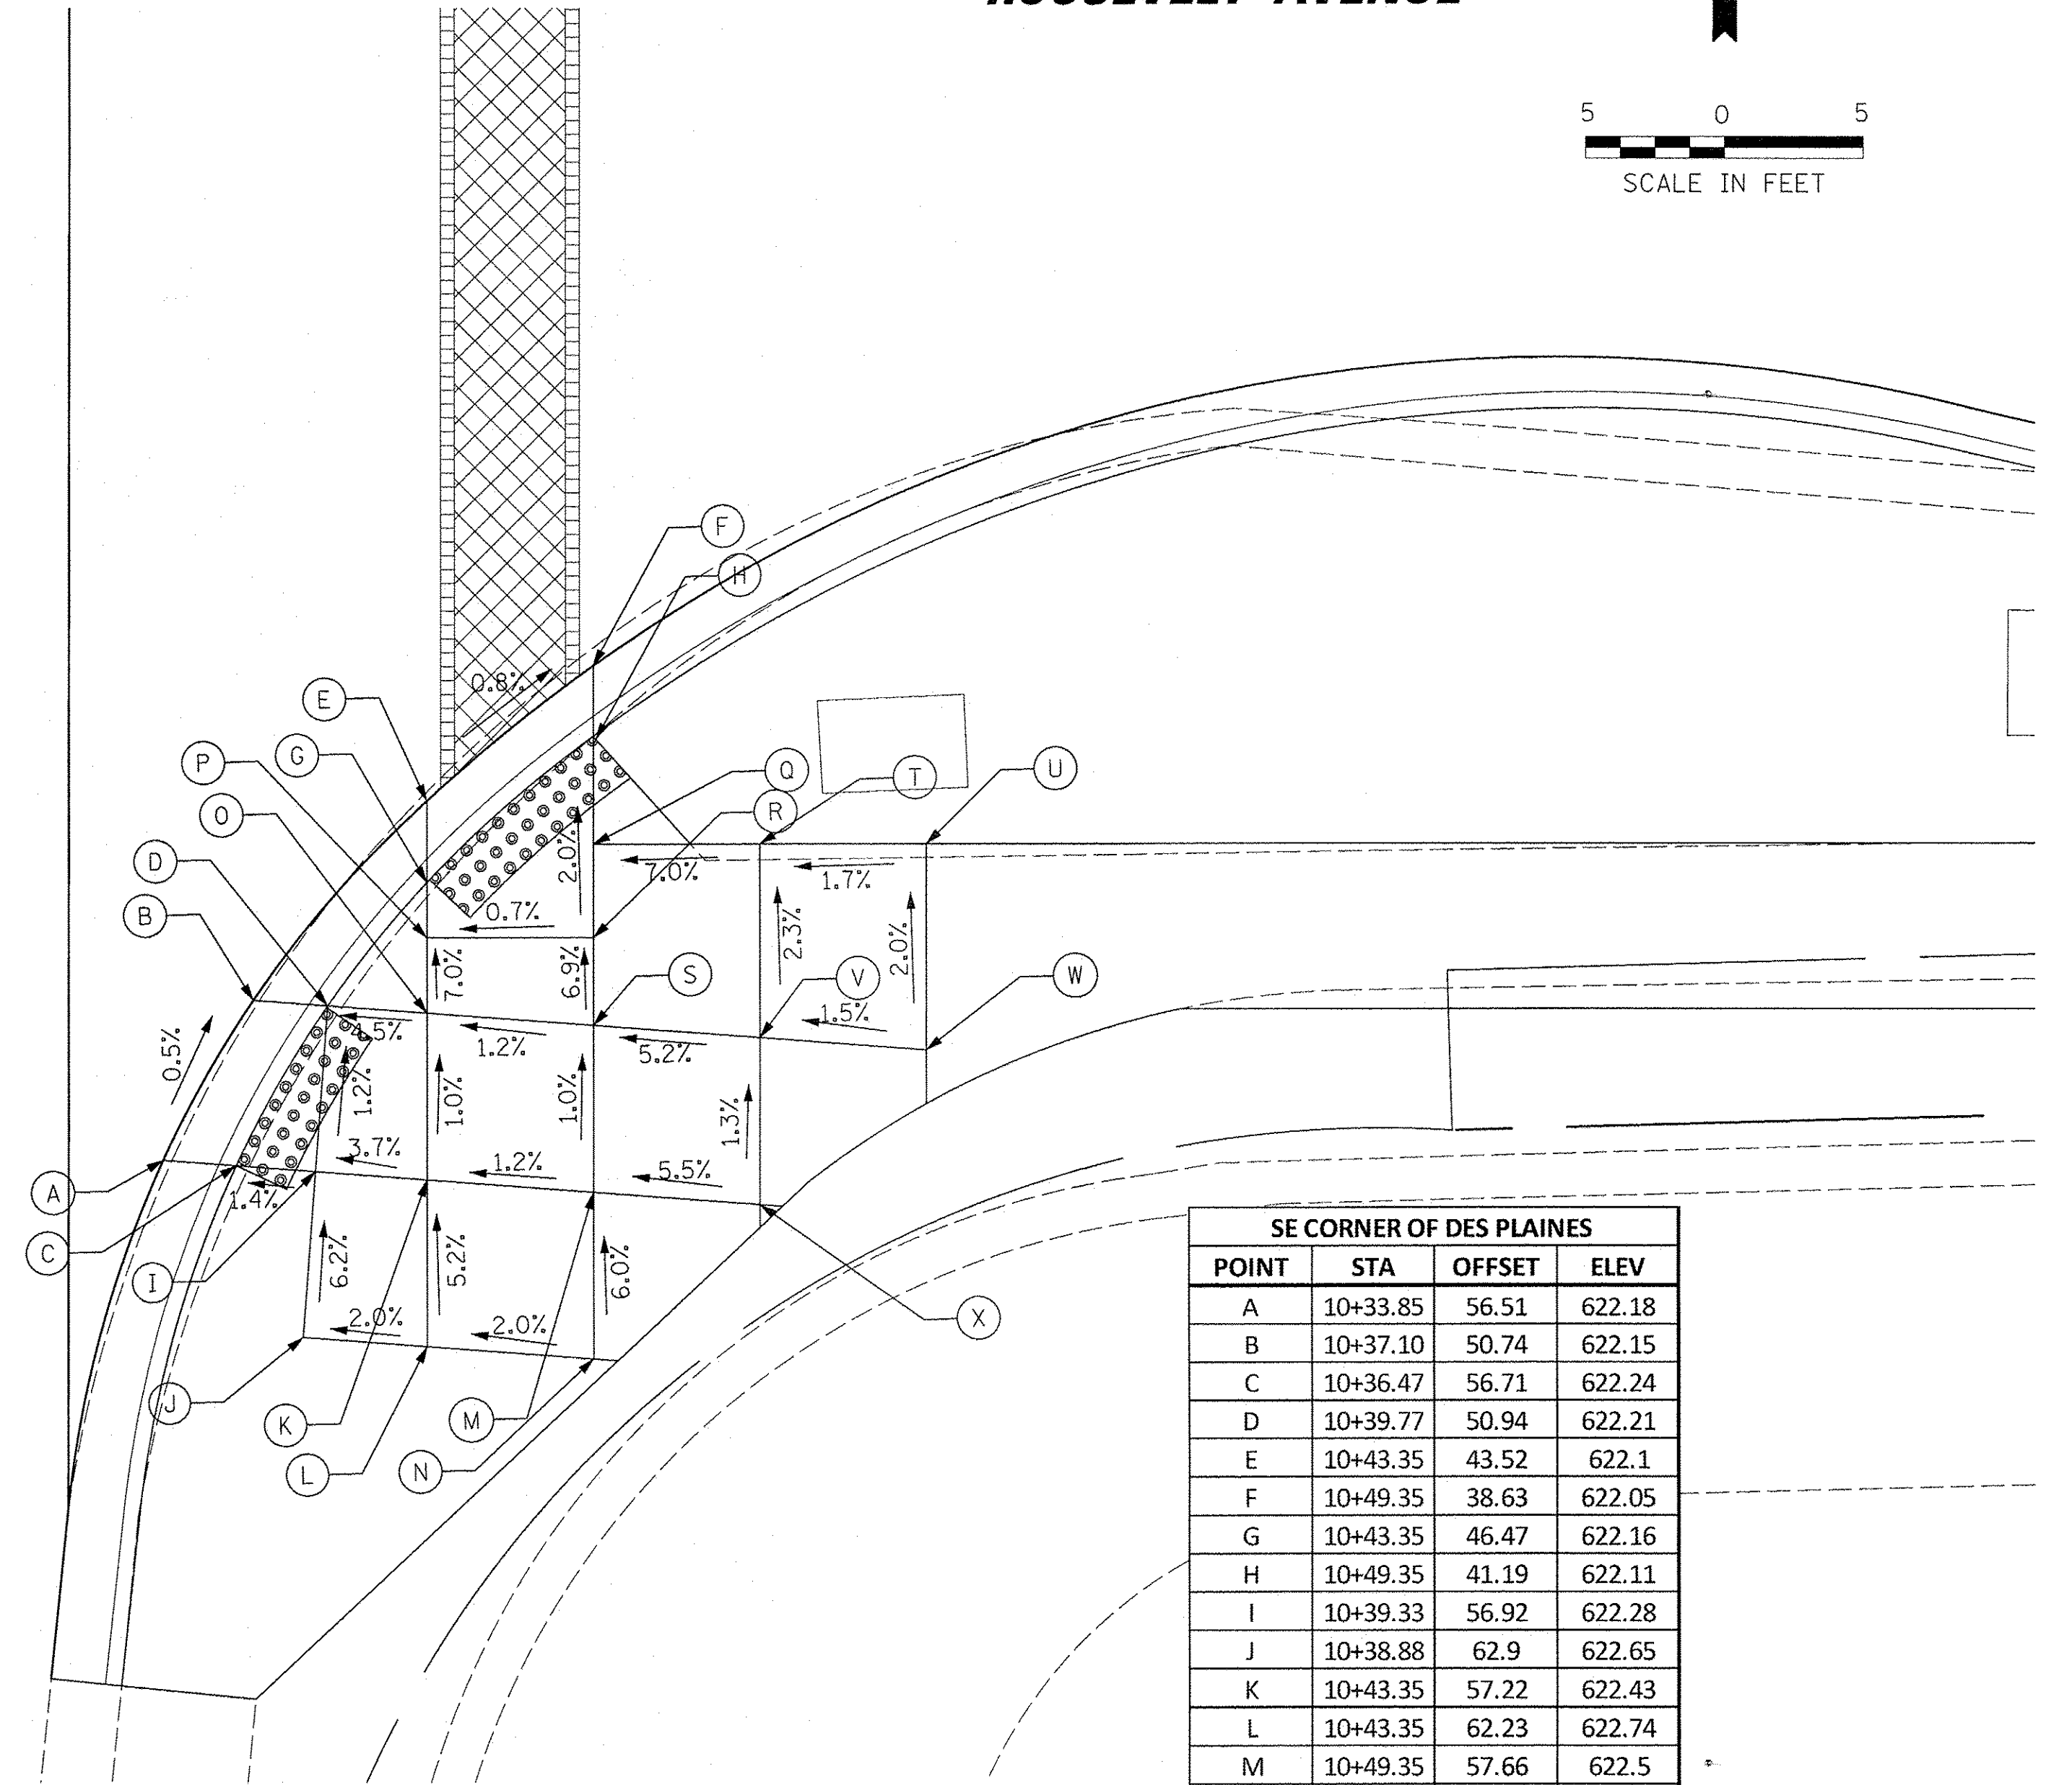 5 0 5
SCALE IN FEET
F
H
0.8%
E
G
P
Q
T
U
O
R
D
2.0%
7.0%
1.7%
B
0.7%
2.3%
2.0%
7.0%
6.9%
S
V
W
4.5%
1.2%
5.2%
1.5%
0.5%
1.2%
1.0%
1.0%
1.3%
3.7%
1.2%
5.5%
A
1.4%
C
I
6.2%
5.2%
6.0%
2.0%
2.0%
X
J
K
M
L
N
SE CORNER OF DES PLAINES
POINT STA OFFSET ELEV
A 10+33.85 56.51 622.18
B 10+37.10 50.74 622.15
C 10+36.47 56.71 622.24
D 10+39.77 50.94 622.21
E 10+43.35 43.52 622.1
F 10+49.35 38.63 622.05
G 10+43.35 46.47 622.16
H 10+49.35 41.19 622.11
I 10+39.33 56.92 622.28
J 10+38.88 62.9 622.65
K 10+43.35 57.22 622.43
L 10+43.35 62.23 622.74
M 10+49.35 57.66 622.5